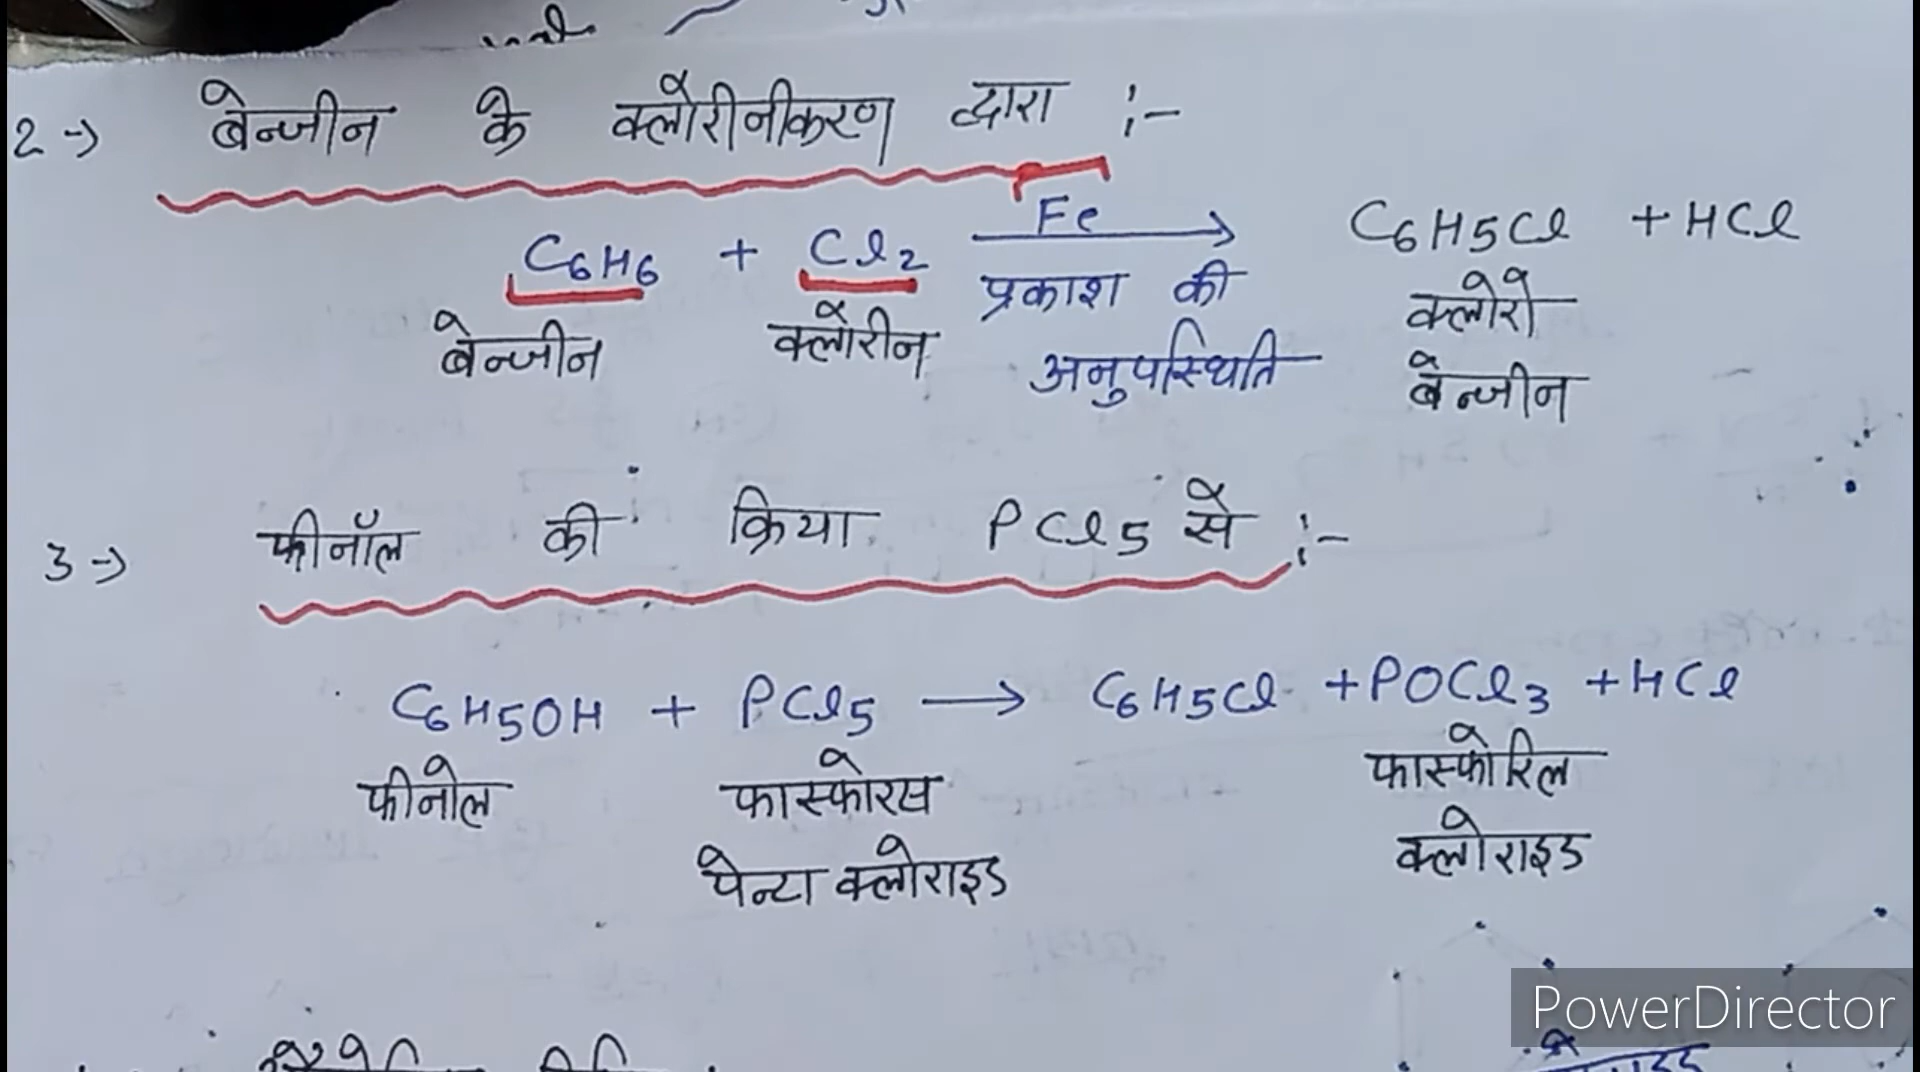 2→ बेन्जीन के क्लोरीनीकरण द्वारा :-
C6H6 + Cl2 Fe → C6H5Cl + HCl
प्रकाश की
बेन्जीन क्लोरीन अनुपस्थिति क्लोरो
बेन्जीन
3→ फीनॉल की क्रिया PCl5 से :-
C6H5OH + PCl5 → C6H5Cl + POCl3 + HCl
फीनोल फास्फोरस फास्फोरिल
पेन्टा क्लोराइड क्लोराइड
PowerDirector